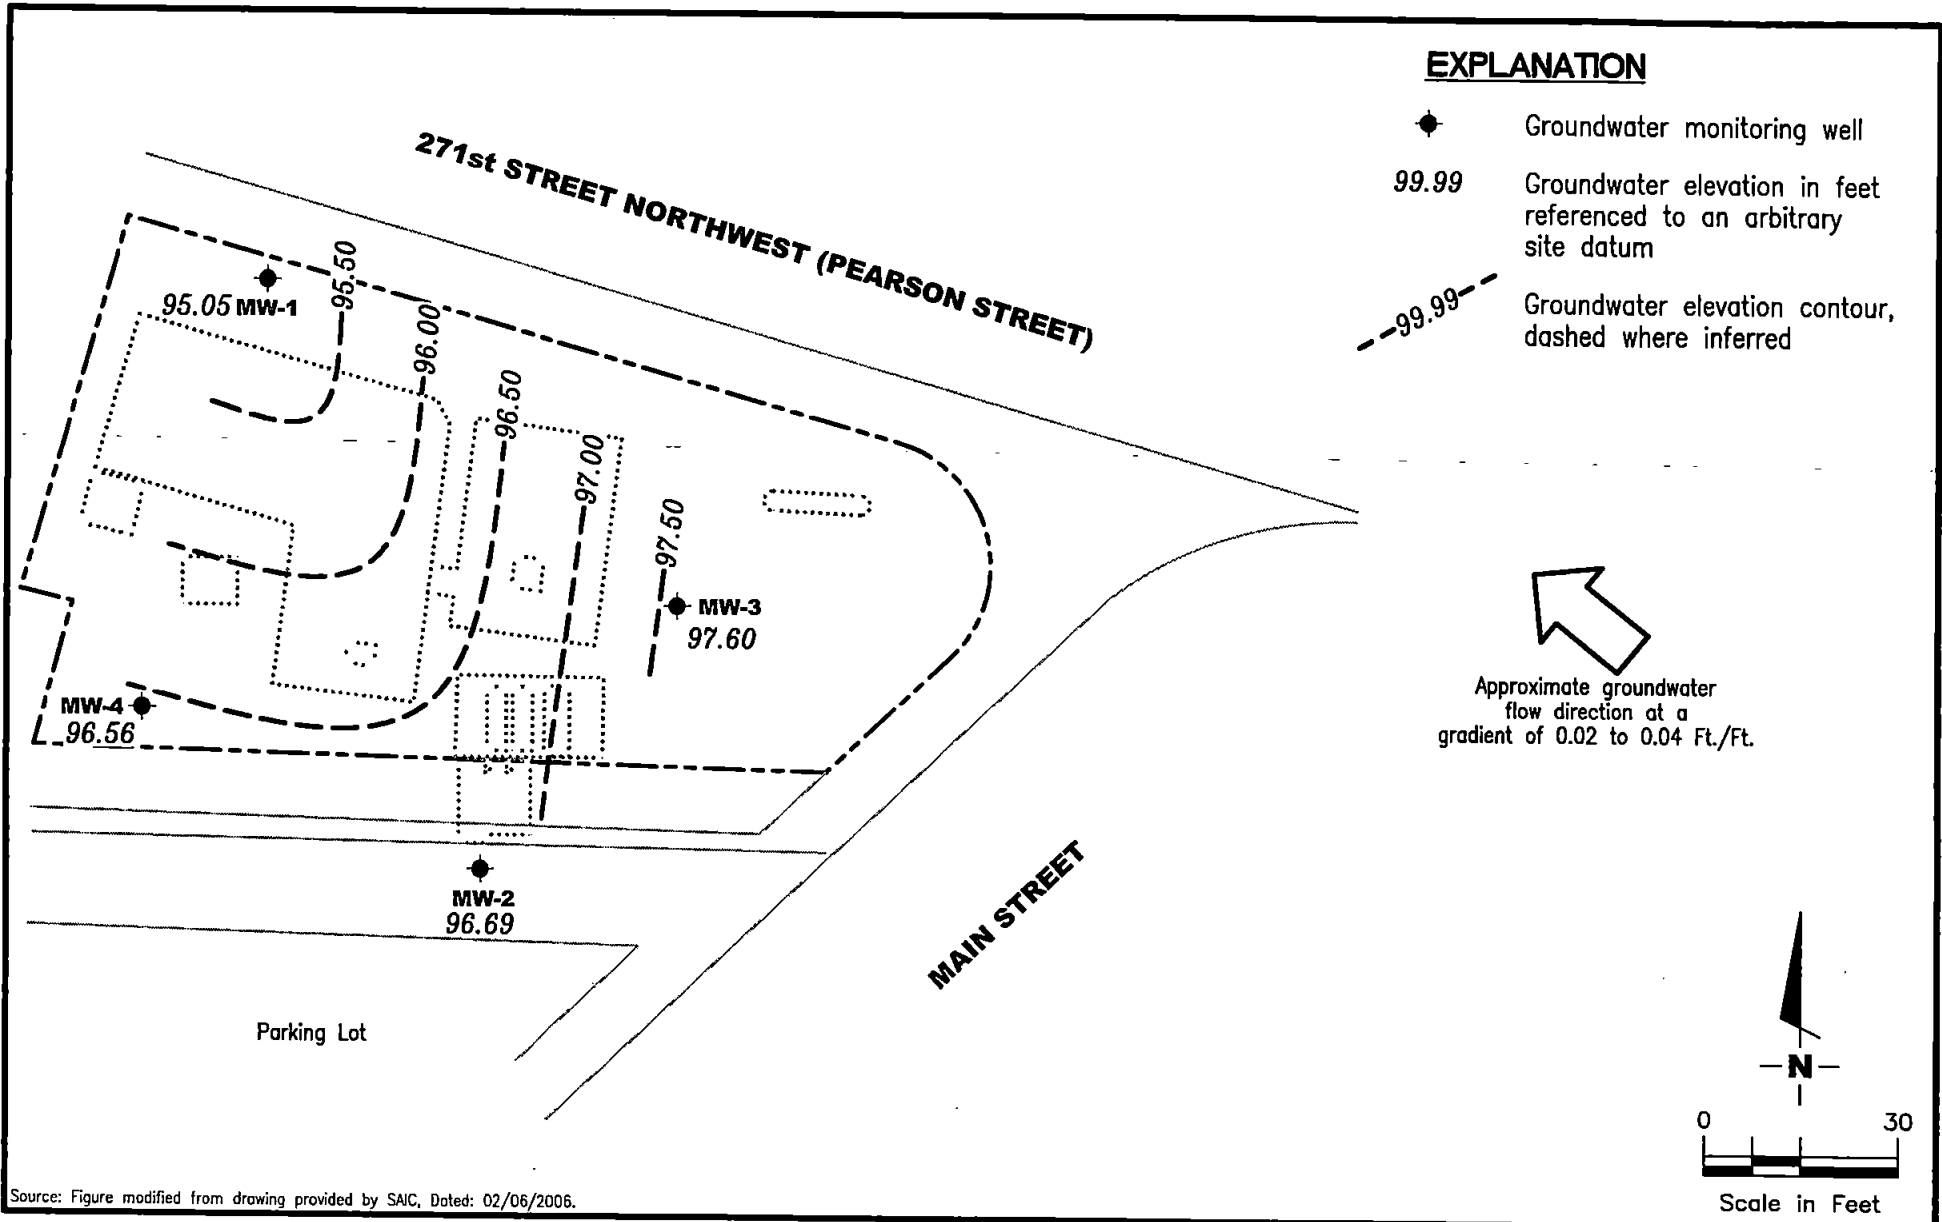 EXPLANATION
Groundwater monitoring well
99.99
Groundwater elevation in feet
referenced to an arbitrary
site datum
99.99
Groundwater elevation contour,
dashed where inferred
271st STREET NORTHWEST (PEARSON STREET)
95.05 MW-1
95.50
96.00
96.50
97.00
97.50
MW-3
97.60
MW-4
96.56
MW-2
96.69
Approximate groundwater
flow direction at a
gradient of 0.02 to 0.04 Ft./Ft.
MAIN STREET
Parking Lot
N
0 30
Scale in Feet
Source: Figure modified from drawing provided by SAIC, Dated: 02/06/2006.